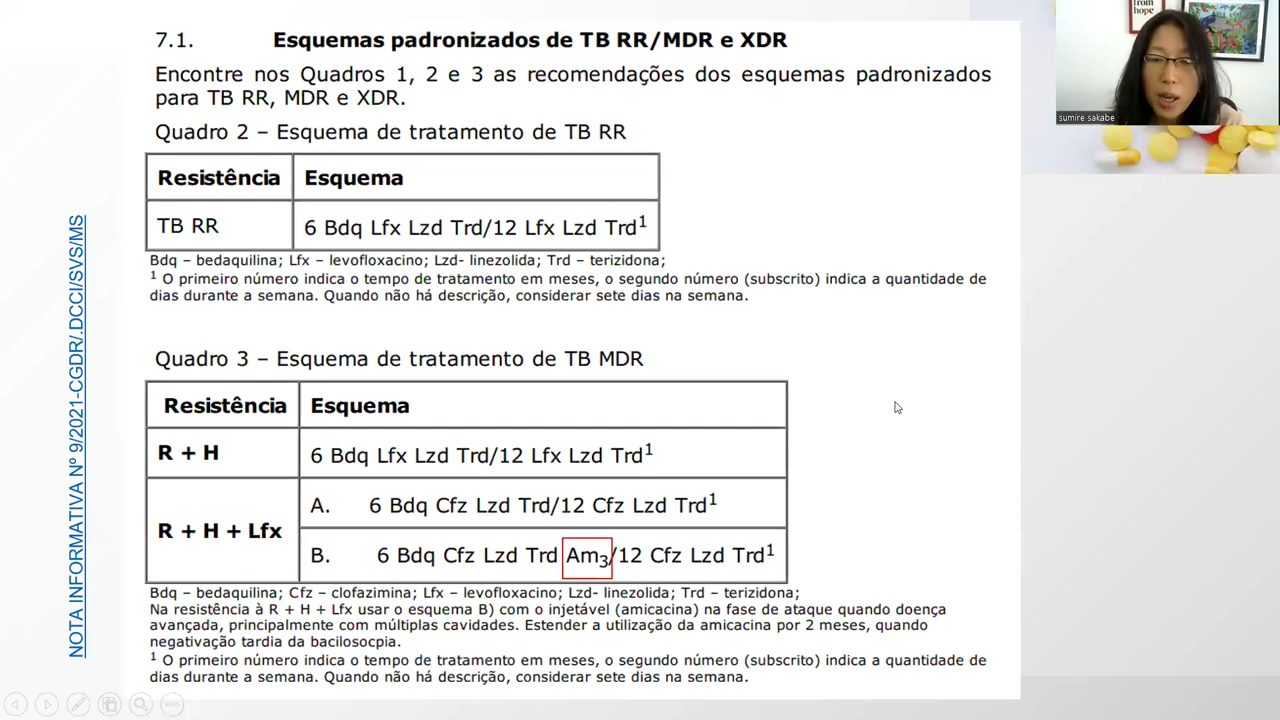 from
hope
sumire sakabe
NOTA INFORMATIVA Nº 9/2021-CGDR/.DCCI/SVS/MS
7.1. Esquemas padronizados de TB RR/MDR e XDR
Encontre nos Quadros 1, 2 e 3 as recomendações dos esquemas padronizados
para TB RR, MDR e XDR.
Quadro 2 – Esquema de tratamento de TB RR
Resistência Esquema
TB RR 6 Bdq Lfx Lzd Trd/12 Lfx Lzd Trd¹
Bdq – bedaquilina; Lfx – levofloxacino; Lzd- linezolida; Trd – terizidona;
¹ O primeiro número indica o tempo de tratamento em meses, o segundo número (subscrito) indica a quantidade de
dias durante a semana. Quando não há descrição, considerar sete dias na semana.
Quadro 3 – Esquema de tratamento de TB MDR
Resistência Esquema
R + H 6 Bdq Lfx Lzd Trd/12 Lfx Lzd Trd¹
R + H + Lfx
A. 6 Bdq Cfz Lzd Trd/12 Cfz Lzd Trd¹
B. 6 Bdq Cfz Lzd Trd Am₃/12 Cfz Lzd Trd¹
Bdq – bedaquilina; Cfz – clofazimina; Lfx – levofloxacino; Lzd- linezolida; Trd – terizidona;
Na resistência à R + H + Lfx usar o esquema B) com o injetável (amicacina) na fase de ataque quando doença
avançada, principalmente com múltiplas cavidades. Estender a utilização da amicacina por 2 meses, quando
negativação tardia da bacilosocpia.
¹ O primeiro número indica o tempo de tratamento em meses, o segundo número (subscrito) indica a quantidade de
dias durante a semana. Quando não há descrição, considerar sete dias na semana.